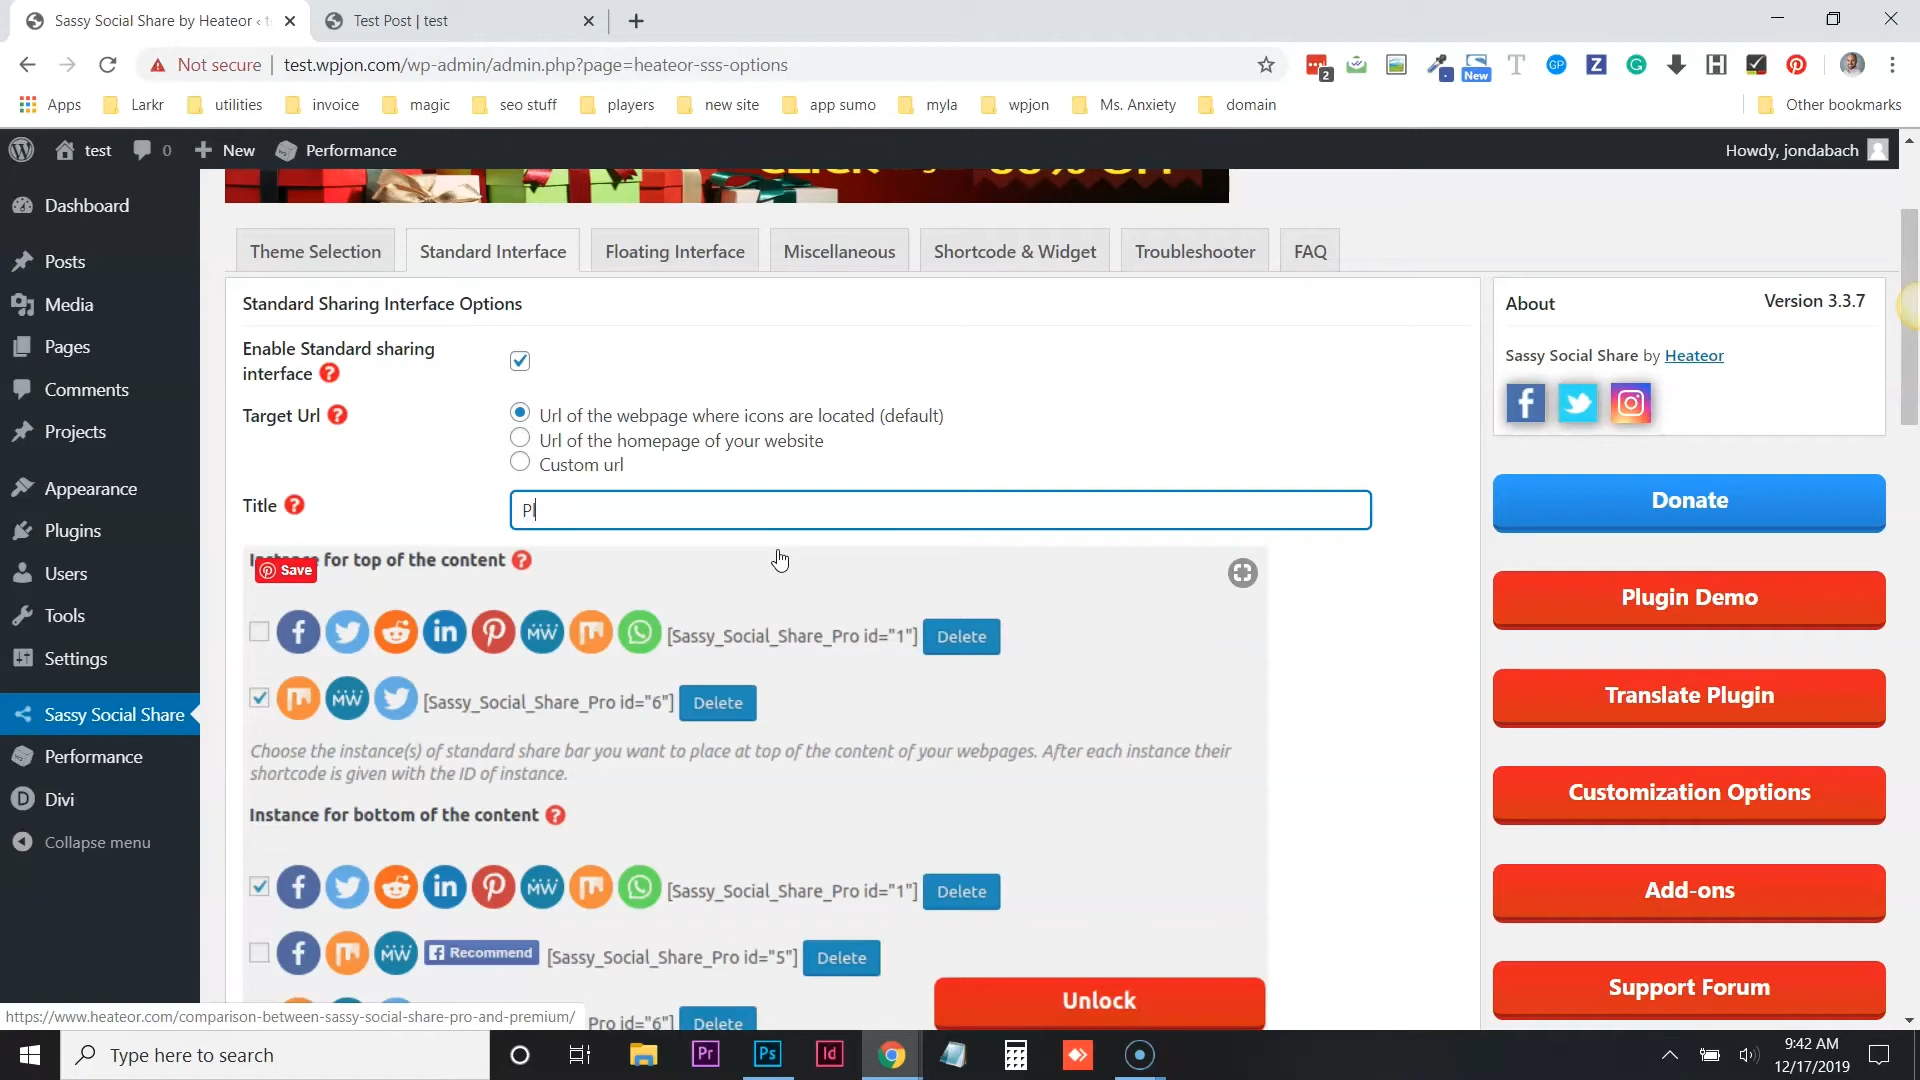 Sassy Social Share by Heateor ‹ t
Test Post | test
Not secure
test.wpjon.com/wp-admin/admin.php?page=heateor-sss-options
2
New
T
GP
Z
G
H
Apps
Larkr
utilities
invoice
magic
seo stuff
players
new site
app sumo
myla
wpjon
Ms. Anxiety
domain
Other bookmarks
test
0
New
Performance
Howdy, jondabach
Dashboard
Posts
Media
Pages
Comments
Projects
Appearance
Plugins
Users
Tools
Settings
Sassy Social Share
Performance
Divi
Collapse menu
Theme Selection
Standard Interface
Floating Interface
Miscellaneous
Shortcode & Widget
Troubleshooter
FAQ
Standard Sharing Interface Options
Enable Standard sharing
interface ?
Target Url ?
Url of the webpage where icons are located (default)
Url of the homepage of your website
Custom url
Title ?
Pl
for top of the content ?
Save
[Sassy_Social_Share_Pro id="1"] Delete
[Sassy_Social_Share_Pro id="6"] Delete
Choose the instance(s) of standard share bar you want to place at top of the content of your webpages. After each instance their
shortcode is given with the ID of instance.
Instance for bottom of the content ?
[Sassy_Social_Share_Pro id="1"] Delete
Recommend [Sassy_Social_Share_Pro id="5"] Delete
Pro id="6"] Delete
Unlock
https://www.heateor.com/comparison-between-sassy-social-share-pro-and-premium/
About
Version 3.3.7
Sassy Social Share by Heateor
Donate
Plugin Demo
Translate Plugin
Customization Options
Add-ons
Support Forum
Type here to search
Pr
Ps
Id
9:42 AM
12/17/2019